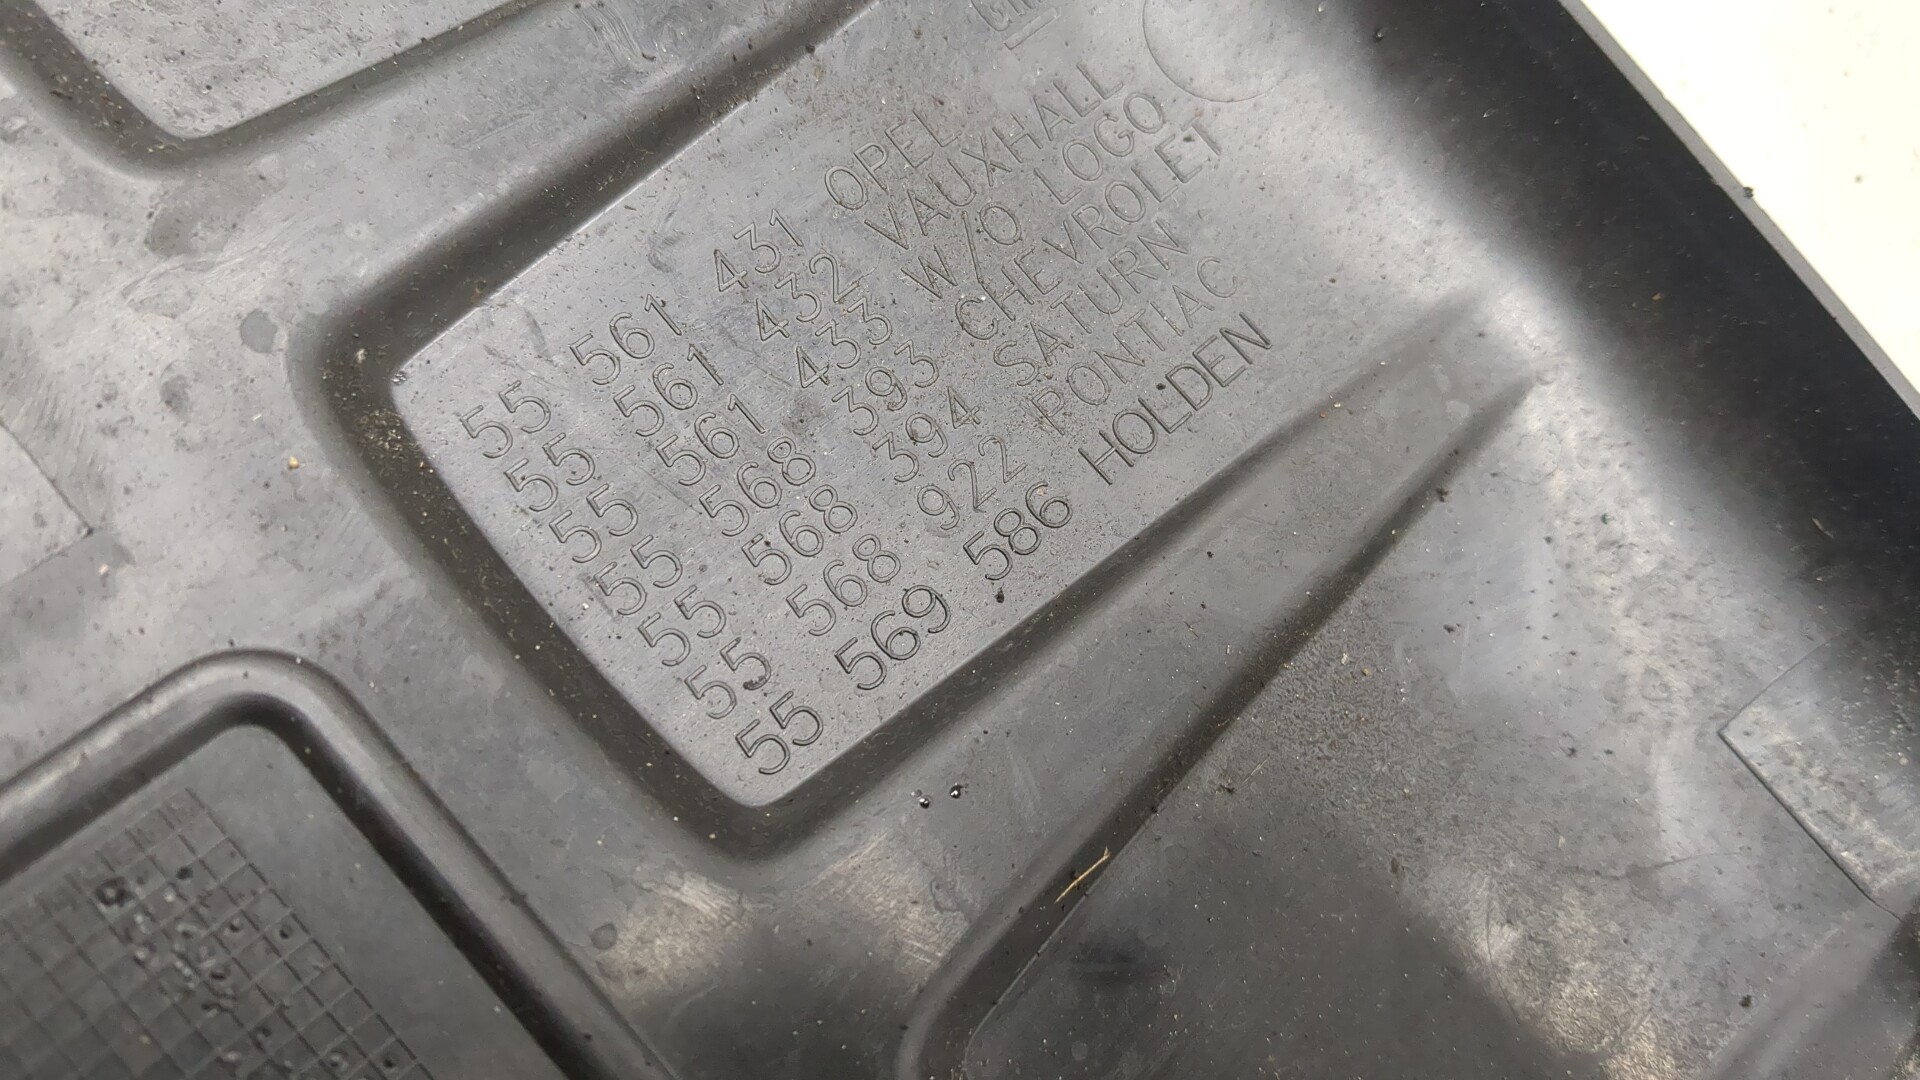 GM
55 561 431 OPEL
55 561 432 VAUXHALL
55 561 433 W/O LOGO
55 568 393 CHEVROLET
55 568 394 SATURN
55 568 922 PONTIAC
55 569 586 HOLDEN